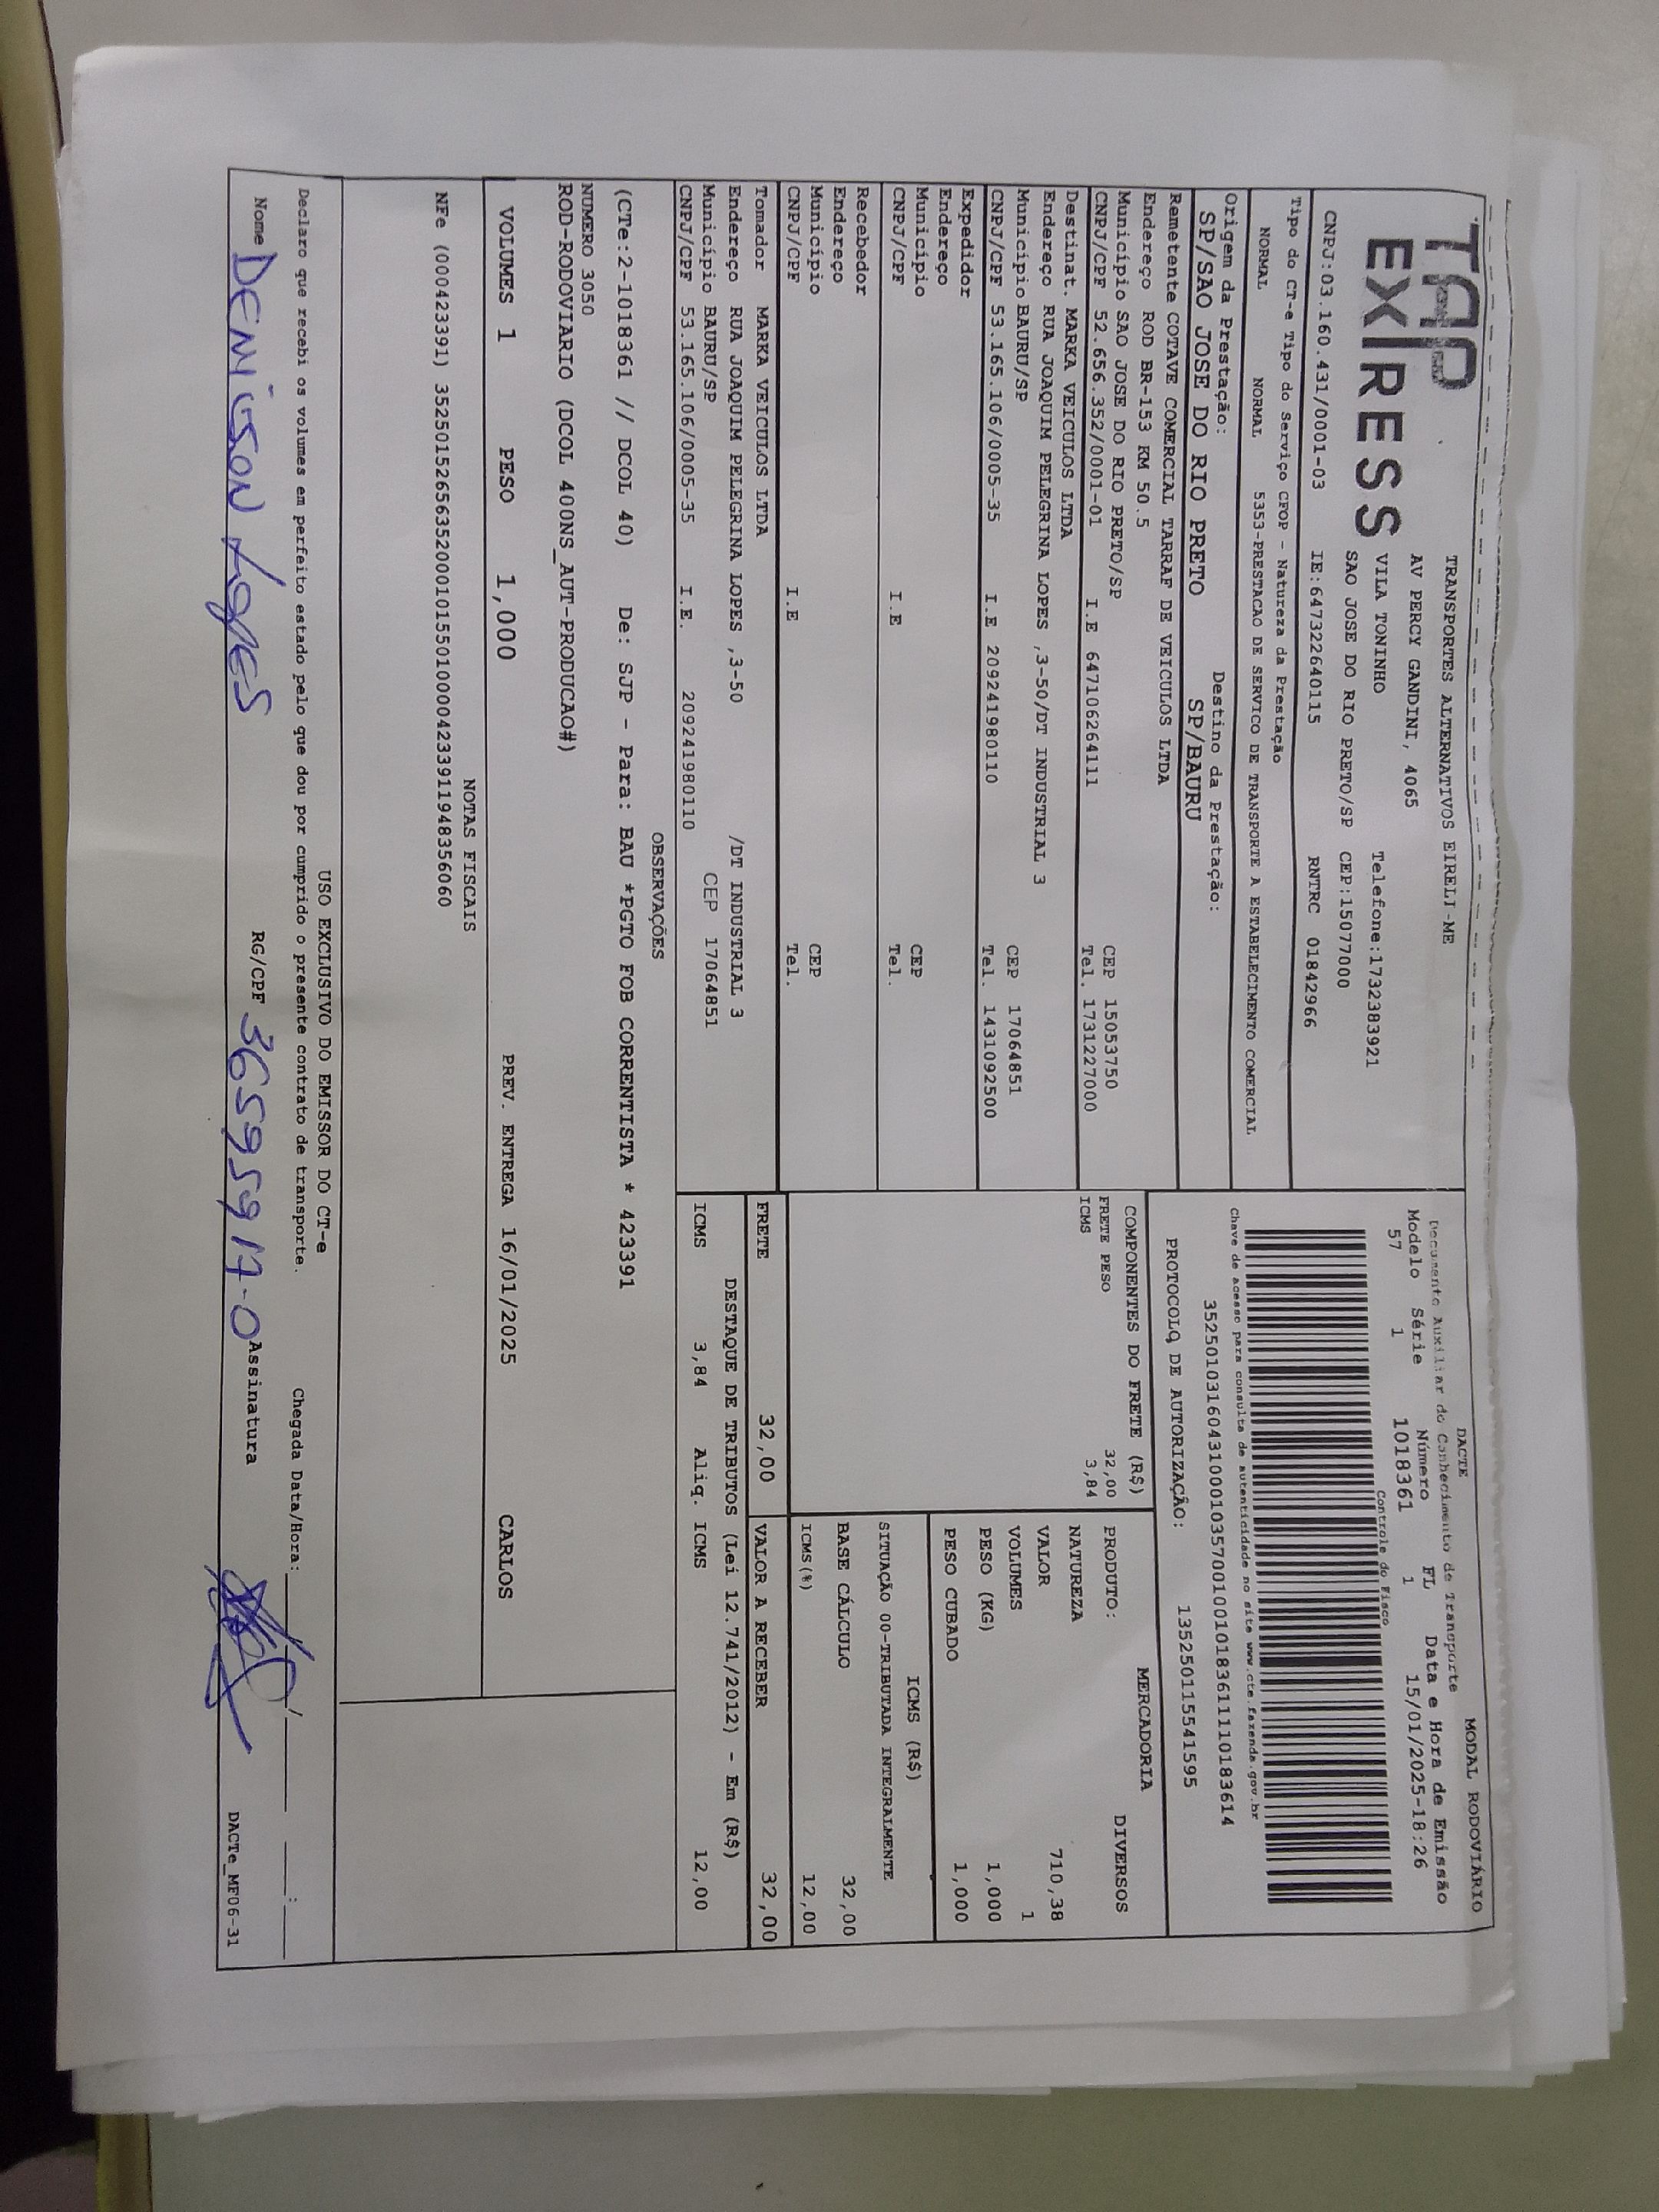 TAP
EXPRESS
TRANSPORTES ALTERNATIVOS EIRELI-ME
AV PERCY GANDINI, 4065
VILA TONINHO Telefone:1732383921
SAO JOSE DO RIO PRETO/SP CEP:15077000
CNPJ:03.160.431/0001-03 IE:647322640115 RNTRC 01842966
DACTE MODAL RODOVIÁRIO
Documento Auxiliar do Conhecimento de Transporte
Modelo Série Número FL Data e Hora de Emissão
57 1 1018361 1 15/01/2025-18:26
Controle do Fisco
Chave de acesso para consulta de autenticidade no site www.cte.fazenda.gov.br
35250103160431000103570010010183611110183614
PROTOCOLO DE AUTORIZAÇÃO: 135250115541595
Tipo do CT-e Tipo do Serviço CFOP - Natureza da Prestação
NORMAL NORMAL 5353-PRESTACAO DE SERVICO DE TRANSPORTE A ESTABELECIMENTO COMERCIAL
Origem da Prestação: Destino da Prestação:
SP/SAO JOSE DO RIO PRETO SP/BAURU
Remetente COTAVE COMERCIAL TARRAF DE VEICULOS LTDA
Endereço ROD BR-153 KM 50.5
Município SAO JOSE DO RIO PRETO/SP CEP 15053750
CNPJ/CPF 52.656.352/0001-01 I.E 647106264111 Tel. 1731227000
Destinat. MARKA VEICULOS LTDA
Endereço RUA JOAQUIM PELEGRINA LOPES ,3-50/DT INDUSTRIAL 3
Município BAURU/SP CEP 17064851
CNPJ/CPF 53.165.106/0005-35 I.E 209241980110 Tel. 1431092500
Expedidor
Endereço
Município CEP
CNPJ/CPF I.E Tel.
Recebedor
Endereço
Município CEP
CNPJ/CPF I.E Tel.
Tomador MARKA VEICULOS LTDA
Endereço RUA JOAQUIM PELEGRINA LOPES ,3-50 /DT INDUSTRIAL 3
Município BAURU/SP CEP 17064851
CNPJ/CPF 53.165.106/0005-35 I.E. 209241980110
COMPONENTES DO FRETE (R$)
FRETE PESO 32,00
ICMS 3,84
MERCADORIA
PRODUTO: DIVERSOS
NATUREZA
VALOR 710,38
VOLUMES 1
PESO (KG) 1,000
PESO CUBADO 1,000
ICMS (R$)
SITUAÇÃO 00-TRIBUTADA INTEGRALMENTE
BASE CÁLCULO 32,00
ICMS(%) 12,00
FRETE 32,00 VALOR A RECEBER 32,00
DESTAQUE DE TRIBUTOS (Lei 12.741/2012) - Em (R$)
ICMS 3,84 Aliq. ICMS 12,00
OBSERVAÇÕES
(CTe:2-1018361 // DCOL 40) De: SJP - Para: BAU *PGTO FOB CORRENTISTA * 423391
NUMERO 3050
ROD-RODOVIARIO (DCOL 400NS_AUT-PRODUCAO#)
VOLUMES 1 PESO 1,000 PREV. ENTREGA 16/01/2025 CARLOS
NOTAS FISCAIS
NFe (000423391) 35250152656352000101550100004233911948356060
USO EXCLUSIVO DO EMISSOR DO CT-e
Declaro que recebi os volumes em perfeito estado pelo que dou por cumprido o presente contrato de transporte. Chegada Data/Hora: ____/____/____ ___:___
Nome Denilson Lopes RG/CPF 36595917-0 Assinatura
DACTe_MF06-31